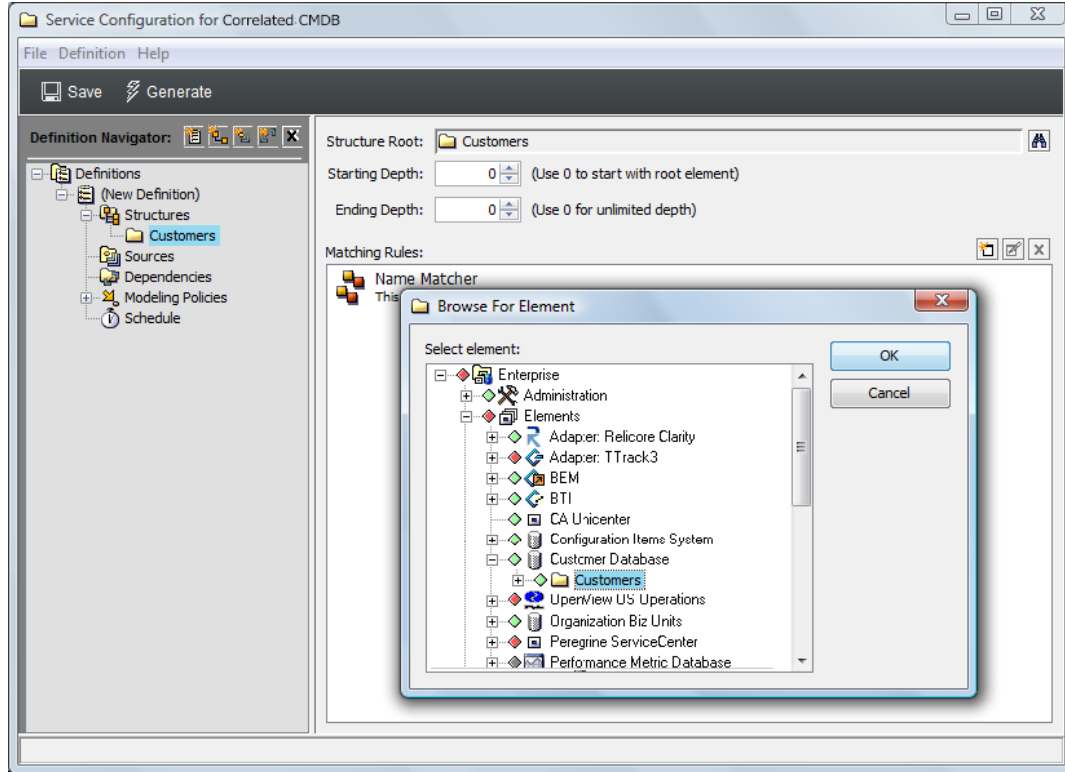 Service Configuration for Correlated CMDB
File Definition Help
Save Generate
Definition Navigator:
Definitions
(New Definition)
Structures
Customers
Sources
Dependencies
Modeling Policies
Schedule
Structure Root: Customers
Starting Depth: 0 (Use 0 to start with root element)
Ending Depth: 0 (Use 0 for unlimited depth)
Matching Rules:
Name Matcher
This
Browse For Element
Select element:
OK
Cancel
Enterprise
Administration
Elements
Adapter: Relicore Clarity
Adapter: TTrack3
BEM
BTI
CA Unicenter
Configuration Items System
Customer Database
Customers
OpenView US Operations
Organization Biz Units
Peregrine ServiceCenter
Performance Metric Database